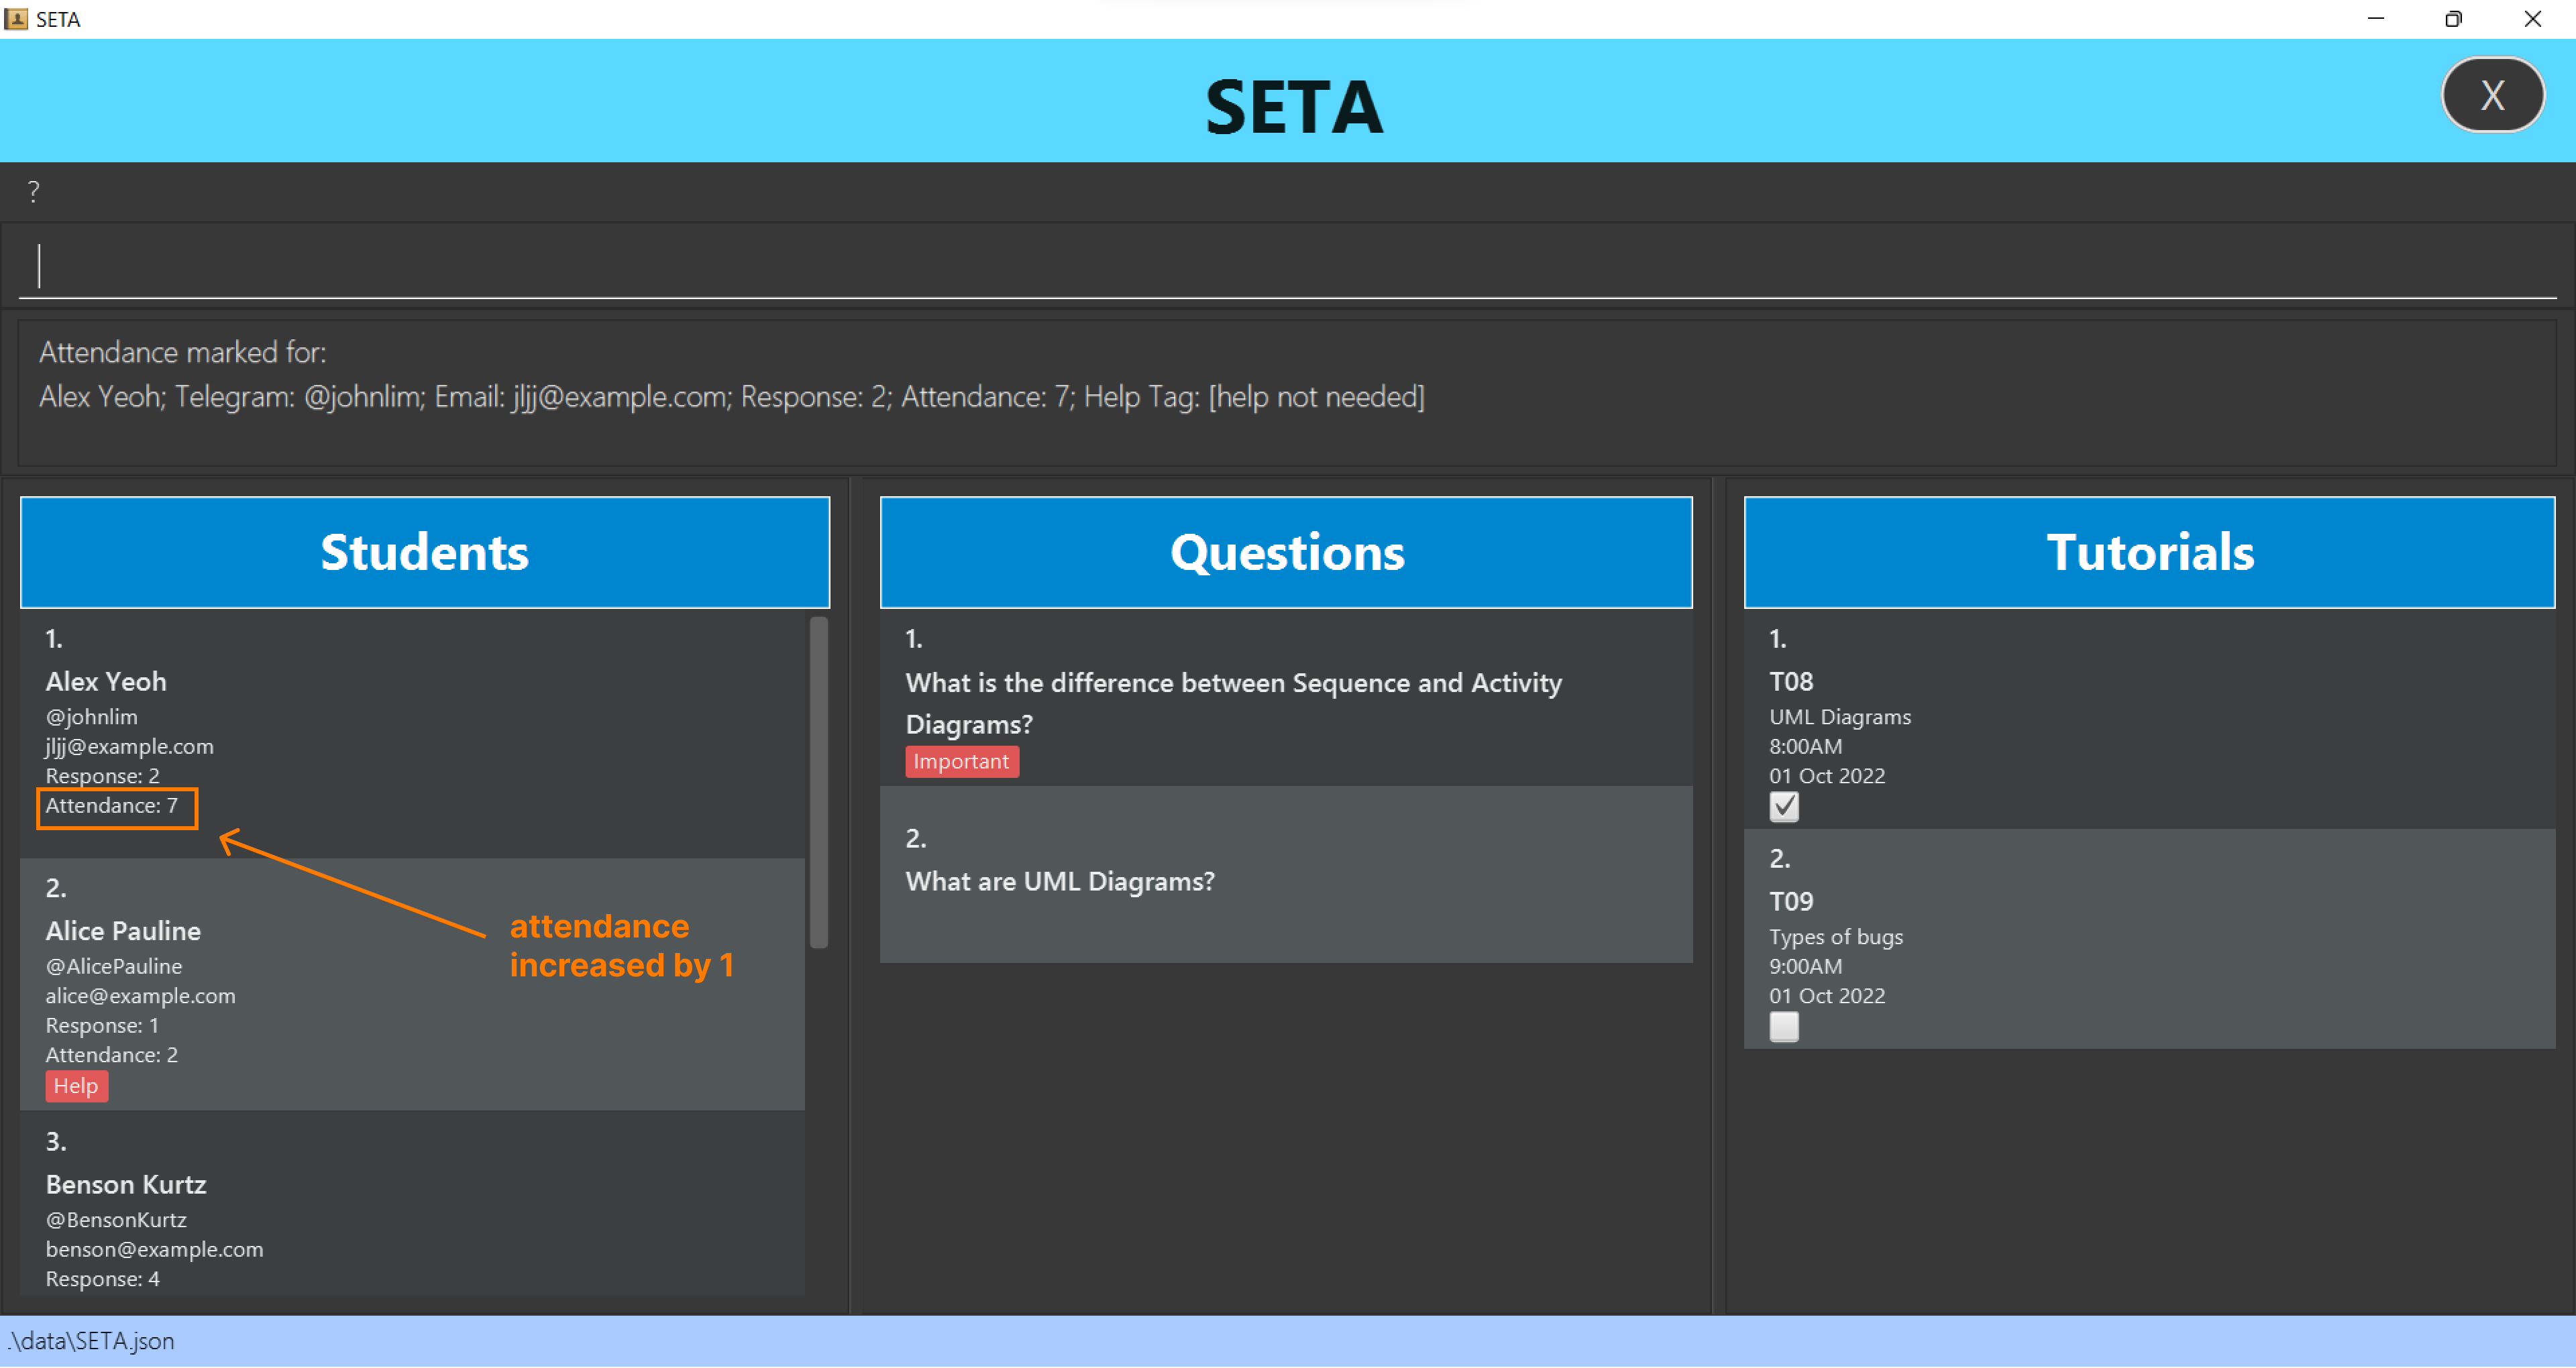 SETA
SETA
X
?
Attendance marked for:
Alex Yeoh; Telegram: @johnlim; Email: jljj@example.com; Response: 2; Attendance: 7; Help Tag: [help not needed]
Students
1.
Alex Yeoh
@johnlim
jljj@example.com
Response: 2
Attendance: 7
attendance
increased by 1
2.
Alice Pauline
@AlicePauline
alice@example.com
Response: 1
Attendance: 2
Help
3.
Benson Kurtz
@BensonKurtz
benson@example.com
Response: 4
Questions
1.
What is the difference between Sequence and Activity
Diagrams?
Important
2.
What are UML Diagrams?
Tutorials
1.
T08
UML Diagrams
8:00AM
01 Oct 2022
2.
T09
Types of bugs
9:00AM
01 Oct 2022
.\data\SETA.json